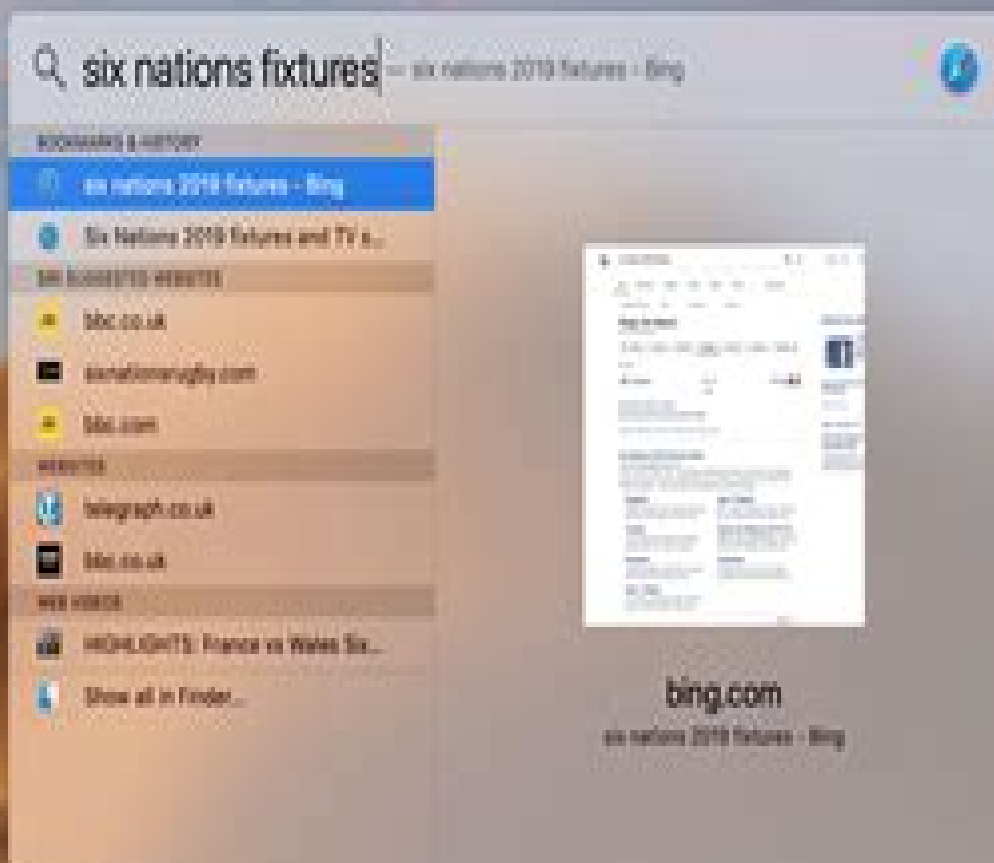 six nations fixtures — six nations 2019 fixtures - Bing
BOOKMARKS & HISTORY
six nations 2019 fixtures - Bing
Six Nations 2019 fixtures and TV s...
SIRI SUGGESTED WEBSITES
bbc.co.uk
sixnationsrugby.com
bbc.com
WEBSITES
telegraph.co.uk
bbc.co.uk
WEB VIDEOS
HIGHLIGHTS: France vs Wales Six...
Show all in Finder...
bing.com
six nations 2019 fixtures - Bing